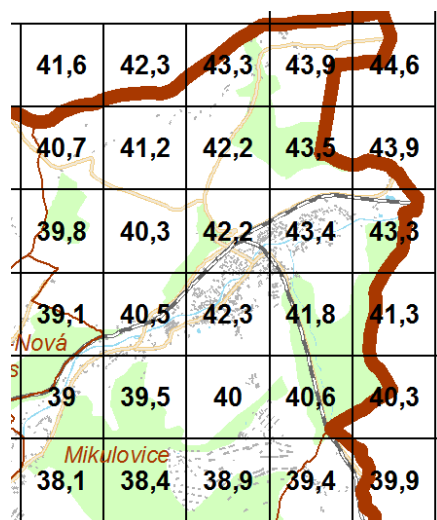 41,6 42,3 43,3 43,9 44,6
40,7 41,2 42,2 43,5 43,9
39,8 40,3 42,2 43,4 43,3
39,1 40,5 42,3 41,8 41,3
Nová
s
39 39,5 40 40,6 40,3
Mikulovice
38,1 38,4 38,9 39,4 39,9